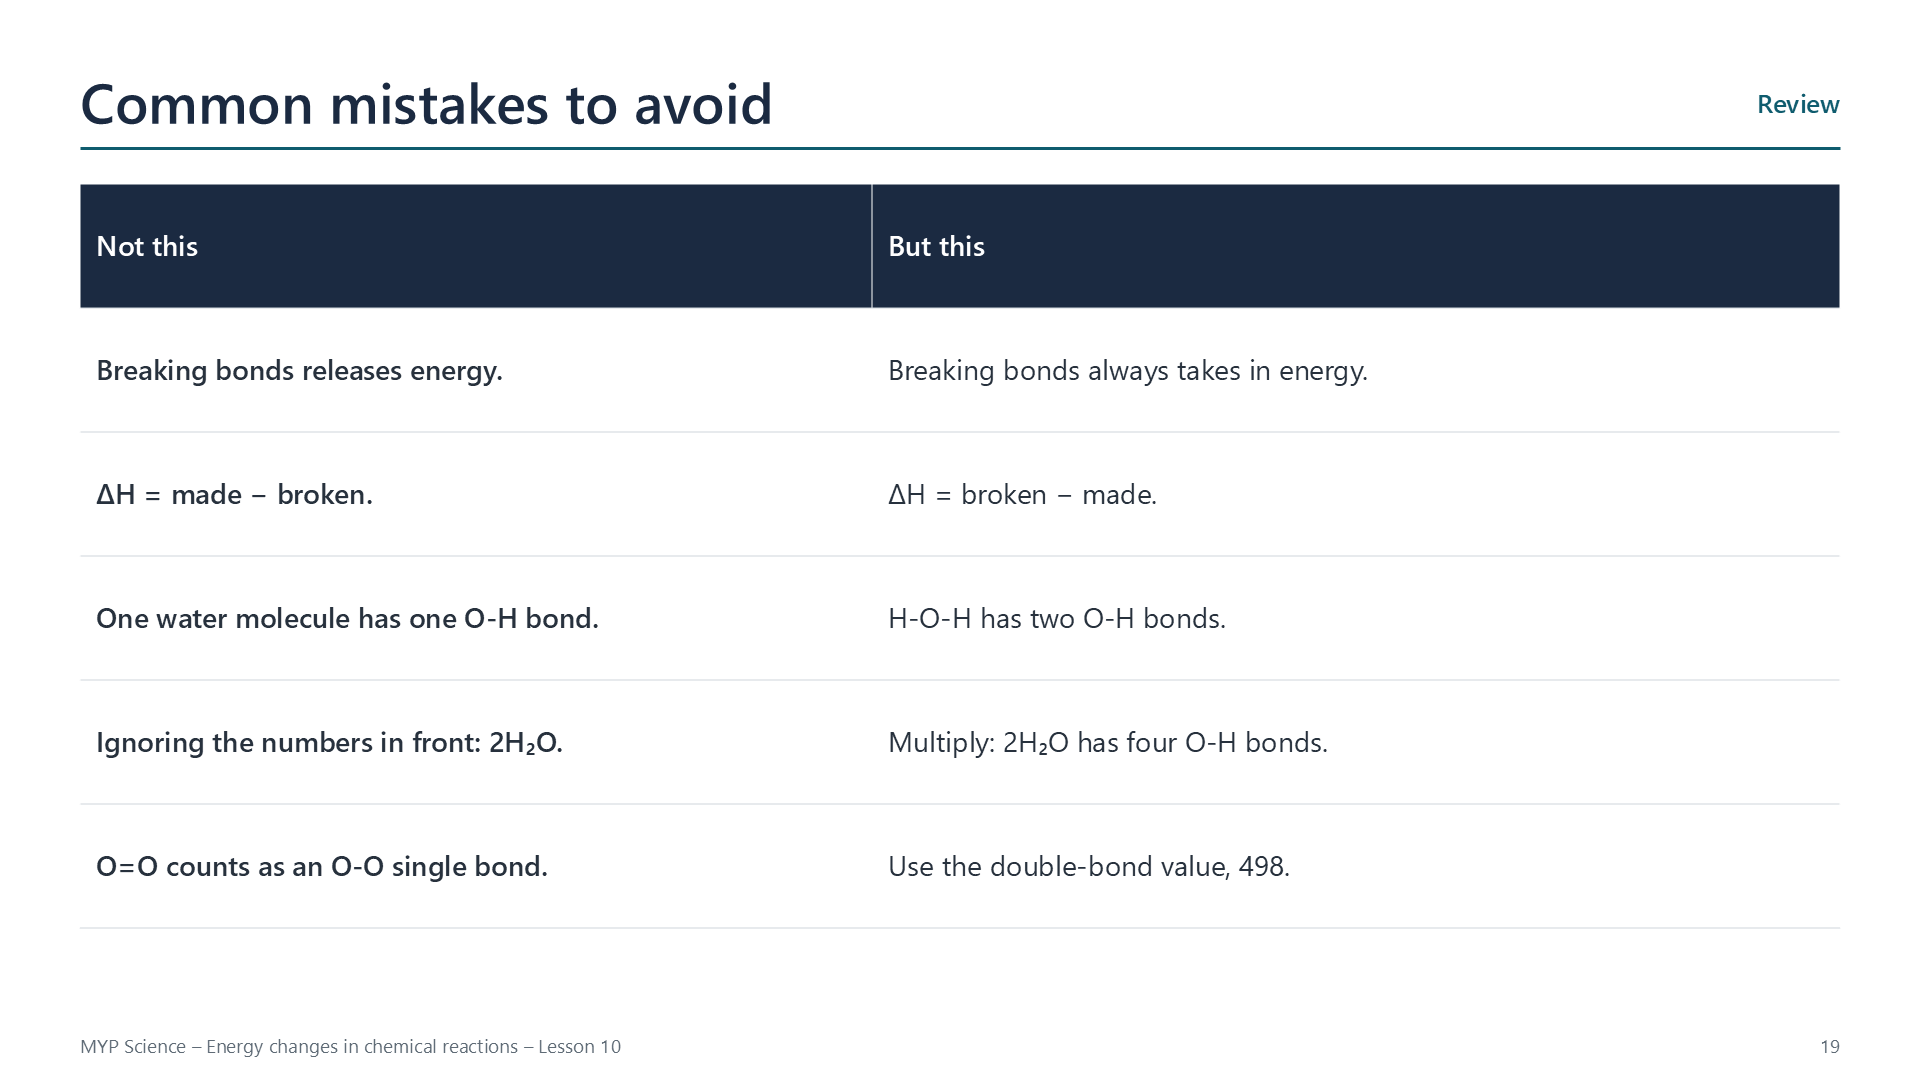 Common mistakes to avoid
Review
Not this
But this
Breaking bonds releases energy.
Breaking bonds always takes in energy.
ΔH = made − broken.
ΔH = broken − made.
One water molecule has one O-H bond.
H-O-H has two O-H bonds.
Ignoring the numbers in front: 2H₂O.
Multiply: 2H₂O has four O-H bonds.
O=O counts as an O-O single bond.
Use the double-bond value, 498.
MYP Science – Energy changes in chemical reactions – Lesson 10
19